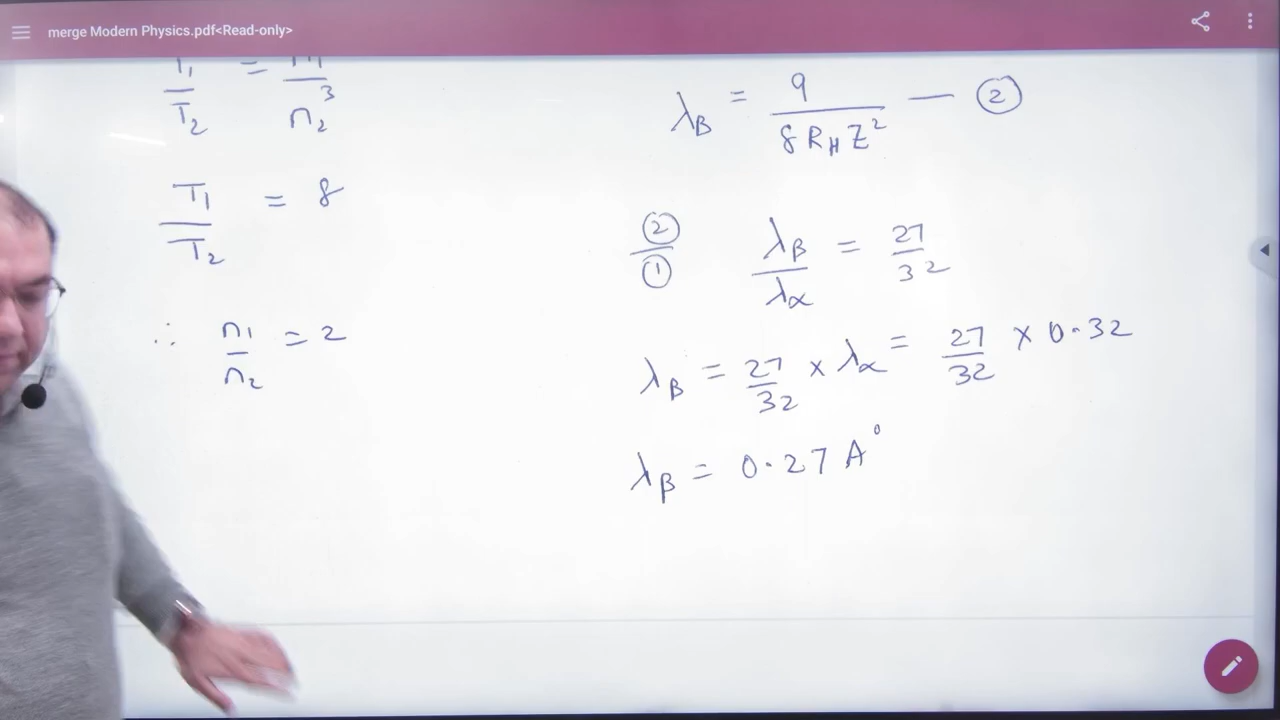 merge Modern Physics.pdf<Read-only>
T₁/T₂ = /n₂³
T₁/T₂ = 8
∴ n₁/n₂ = 2
λ_B = 9/(8 R_H Z²) — ②
②/① λ_β/λ_α = 27/32
λ_β = 27/32 × λ_α = 27/32 × 0.32
λ_β = 0.27 A°